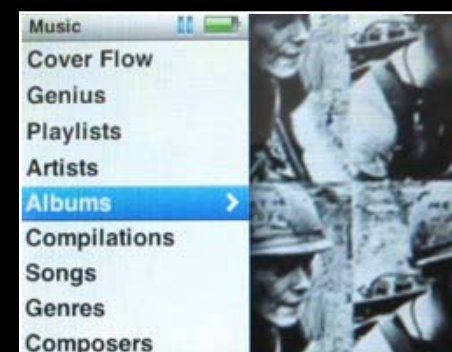 Music
Cover Flow
Genius
Playlists
Artists
Albums
Compilations
Songs
Genres
Composers